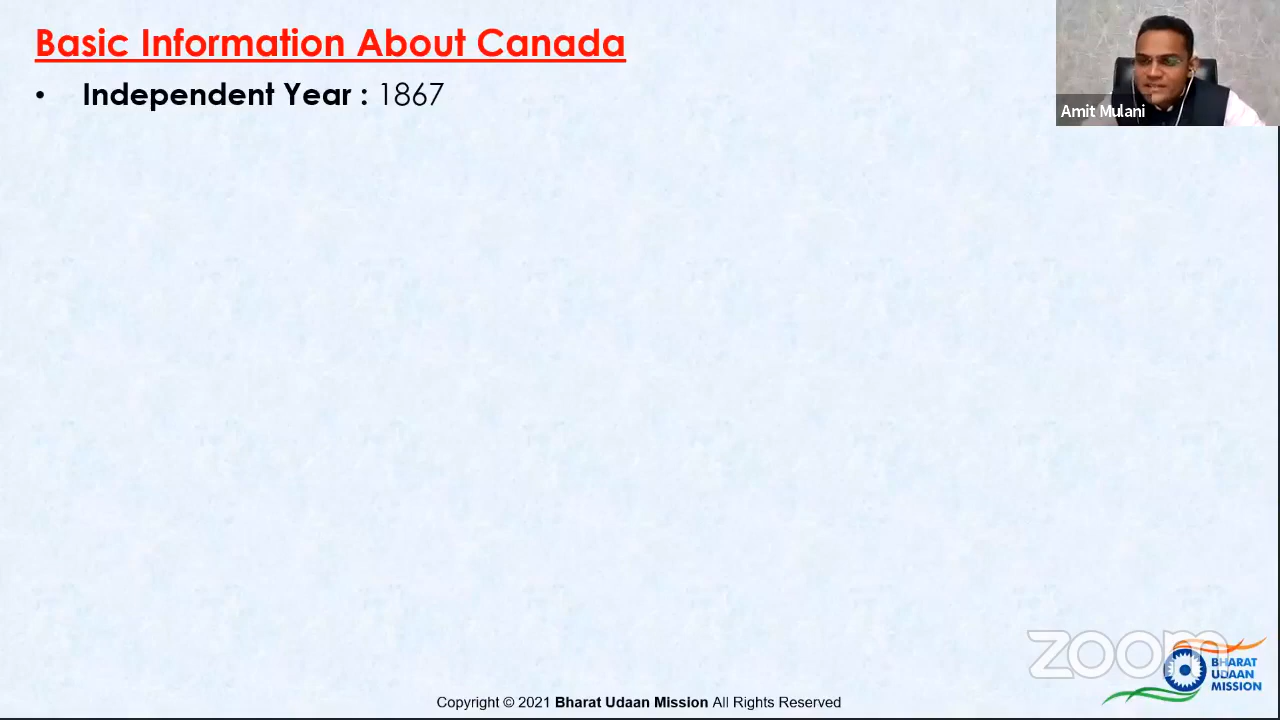 Basic Information About Canada
• Independent Year : 1867
Amit Mulani
zoom
BHARAT
UDAAN
MISSION
Copyright © 2021 Bharat Udaan Mission All Rights Reserved